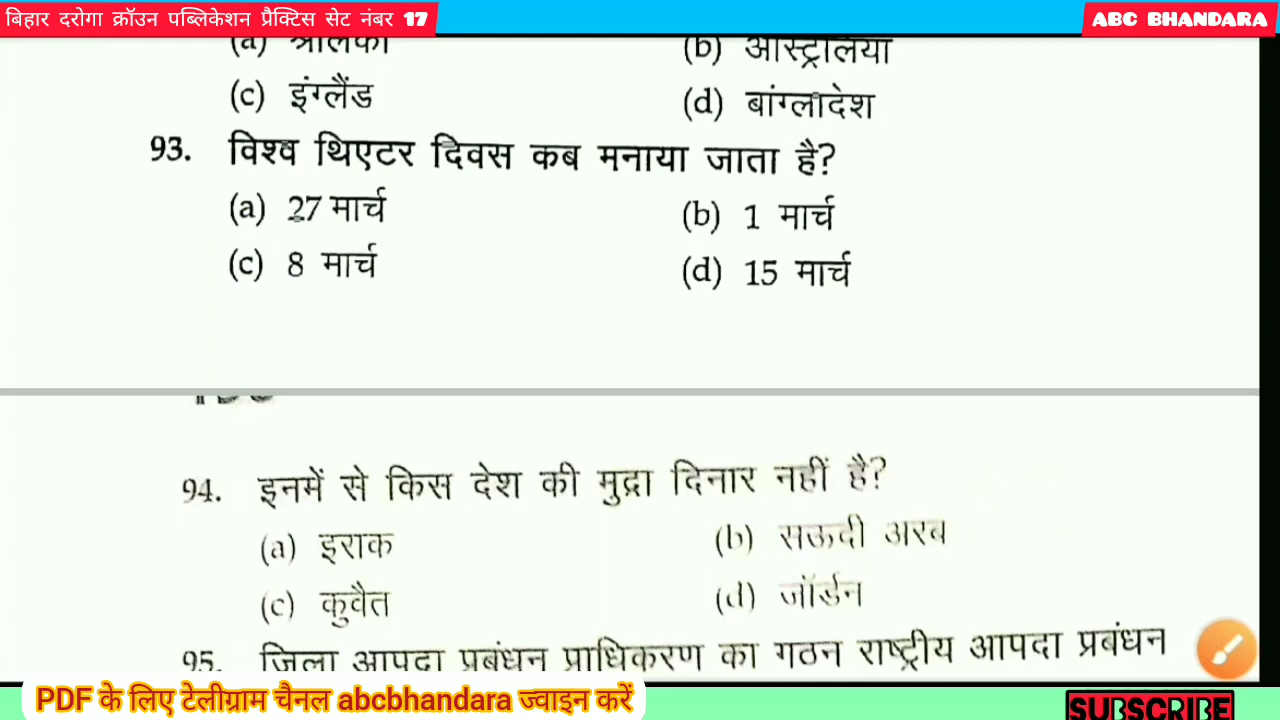 बिहार दरोगा क्रॉउन पब्लिकेशन प्रैक्टिस सेट नंबर 17
ABC BHANDARA
(a) श्रीलंका (b) आस्ट्रेलिया
(c) इंग्लैंड (d) बांग्लादेश
93. विश्व थिएटर दिवस कब मनाया जाता है?
(a) 27 मार्च (b) 1 मार्च
(c) 8 मार्च (d) 15 मार्च
94. इनमें से किस देश की मुद्रा दिनार नहीं है?
(a) इराक (b) सऊदी अरब
(c) कुवैत (d) जॉर्डन
95. जिला आपदा प्रबंधन प्राधिकरण का गठन राष्ट्रीय आपदा प्रबंधन
PDF के लिए टेलीग्राम चैनल abcbhandara ज्वाइन करें
SUBSCRIBE